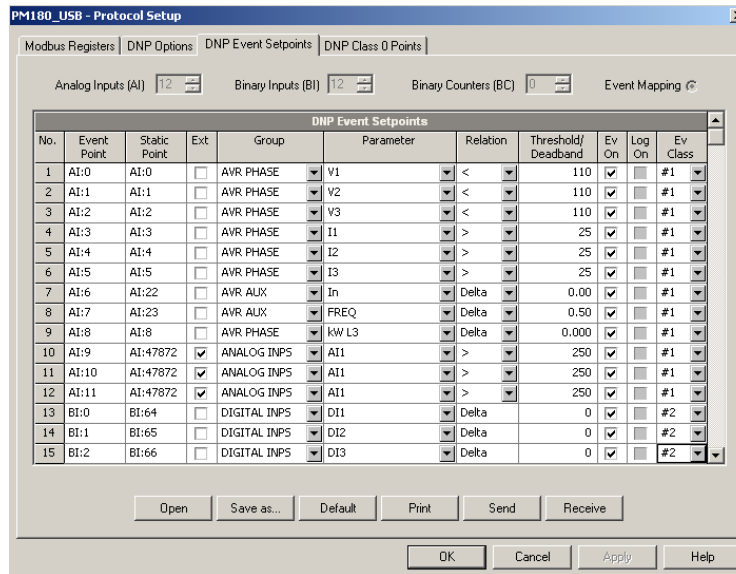 PM180_USB - Protocol Setup
Modbus Registers DNP Options DNP Event Setpoints DNP Class 0 Points
Analog Inputs (AI) 12 Binary Inputs (BI) 12 Binary Counters (BC) 0 Event Mapping
DNP Event Setpoints
No. Event Point Static Point Ext Group Parameter Relation Threshold/ Deadband Ev On Log On Ev Class
1 AI:0 AI:0 AVR PHASE V1 < 110 #1
2 AI:1 AI:1 AVR PHASE V2 < 110 #1
3 AI:2 AI:2 AVR PHASE V3 < 110 #1
4 AI:3 AI:3 AVR PHASE I1 > 25 #1
5 AI:4 AI:4 AVR PHASE I2 > 25 #1
6 AI:5 AI:5 AVR PHASE I3 > 25 #1
7 AI:6 AI:22 AVR AUX In Delta 0.00 #1
8 AI:7 AI:23 AVR AUX FREQ Delta 0.50 #1
9 AI:8 AI:8 AVR PHASE kW L3 Delta 0.000 #1
10 AI:9 AI:47872 ANALOG INPS AI1 > 250 #1
11 AI:10 AI:47872 ANALOG INPS AI1 > 250 #1
12 AI:11 AI:47872 ANALOG INPS AI1 > 250 #1
13 BI:0 BI:64 DIGITAL INPS DI1 Delta 0 #2
14 BI:1 BI:65 DIGITAL INPS DI2 Delta 0 #2
15 BI:2 BI:66 DIGITAL INPS DI3 Delta 0 #2
Open Save as... Default Print Send Receive
OK Cancel Apply Help